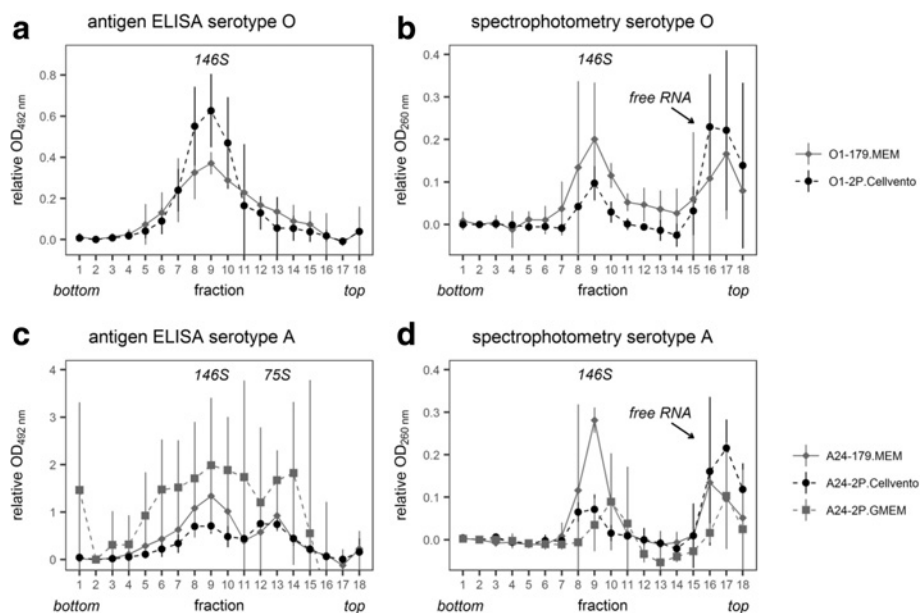 a
antigen ELISA serotype O
146S
relative OD492 nm
0.8
0.6
0.4
0.2
0.0
1 2 3 4 5 6 7 8 9 10 11 12 13 14 15 16 17 18
bottom fraction top
b
spectrophotometry serotype O
146S
free RNA
relative OD260 nm
0.4
0.3
0.2
0.1
0.0
1 2 3 4 5 6 7 8 9 10 11 12 13 14 15 16 17 18
bottom fraction top
O1-179.MEM
O1-2P.Cellvento
c
antigen ELISA serotype A
146S 75S
relative OD492 nm
4
3
2
1
0
1 2 3 4 5 6 7 8 9 10 11 12 13 14 15 16 17 18
bottom fraction top
d
spectrophotometry serotype A
146S
free RNA
relative OD260 nm
0.4
0.3
0.2
0.1
0.0
1 2 3 4 5 6 7 8 9 10 11 12 13 14 15 16 17 18
bottom fraction top
A24-179.MEM
A24-2P.Cellvento
A24-2P.GMEM